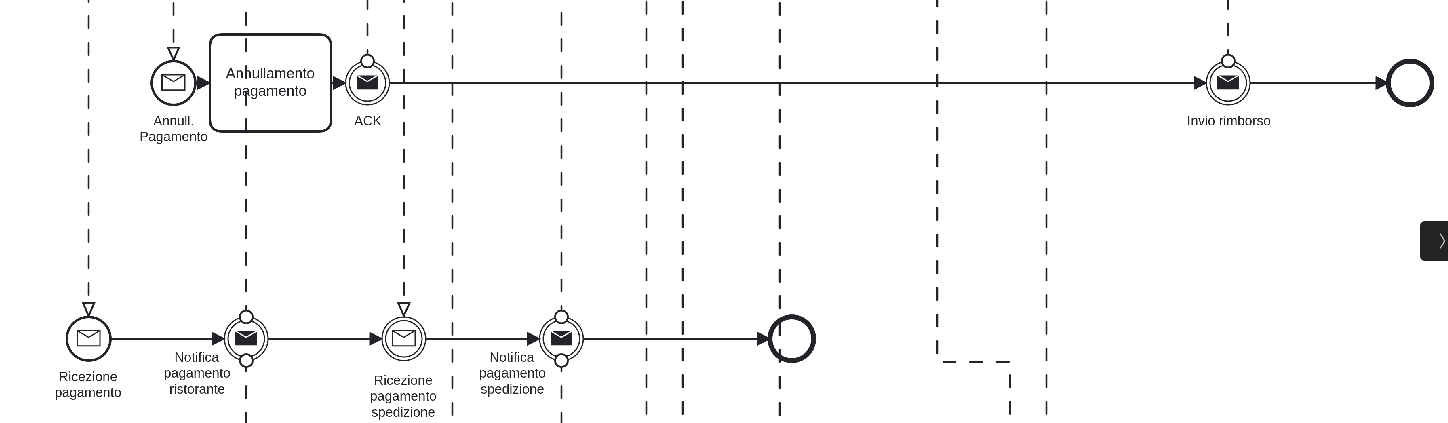 Annullamento
pagamento
Annull.
Pagamento
ACK
Invio rimborso
Ricezione
pagamento
Notifica
pagamento
ristorante
Ricezione
pagamento
spedizione
Notifica
pagamento
spedizione